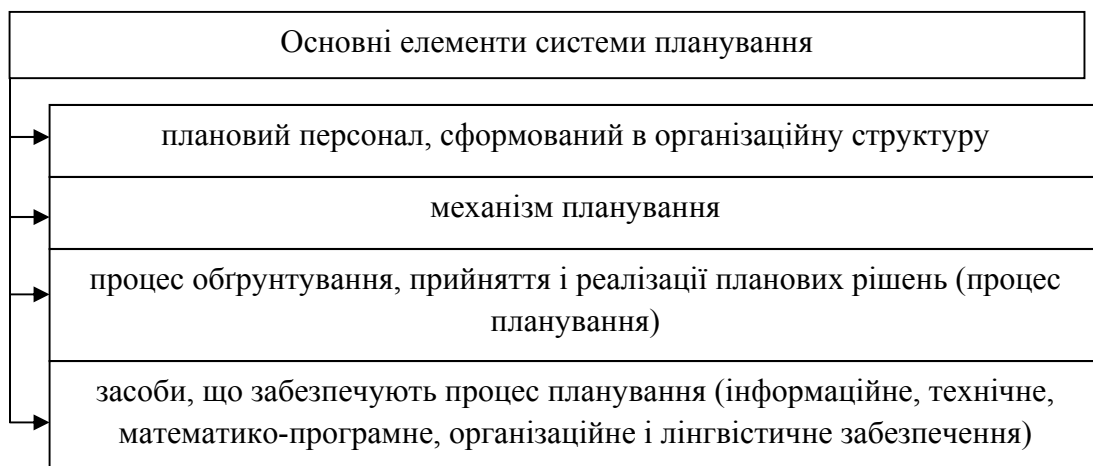 Основні елементи системи планування
плановий персонал, сформований в організаційну структуру
механізм планування
процес обґрунтування, прийняття і реалізації планових рішень (процес
планування)
засоби, що забезпечують процес планування (інформаційне, технічне,
математико-програмне, організаційне і лінгвістичне забезпечення)